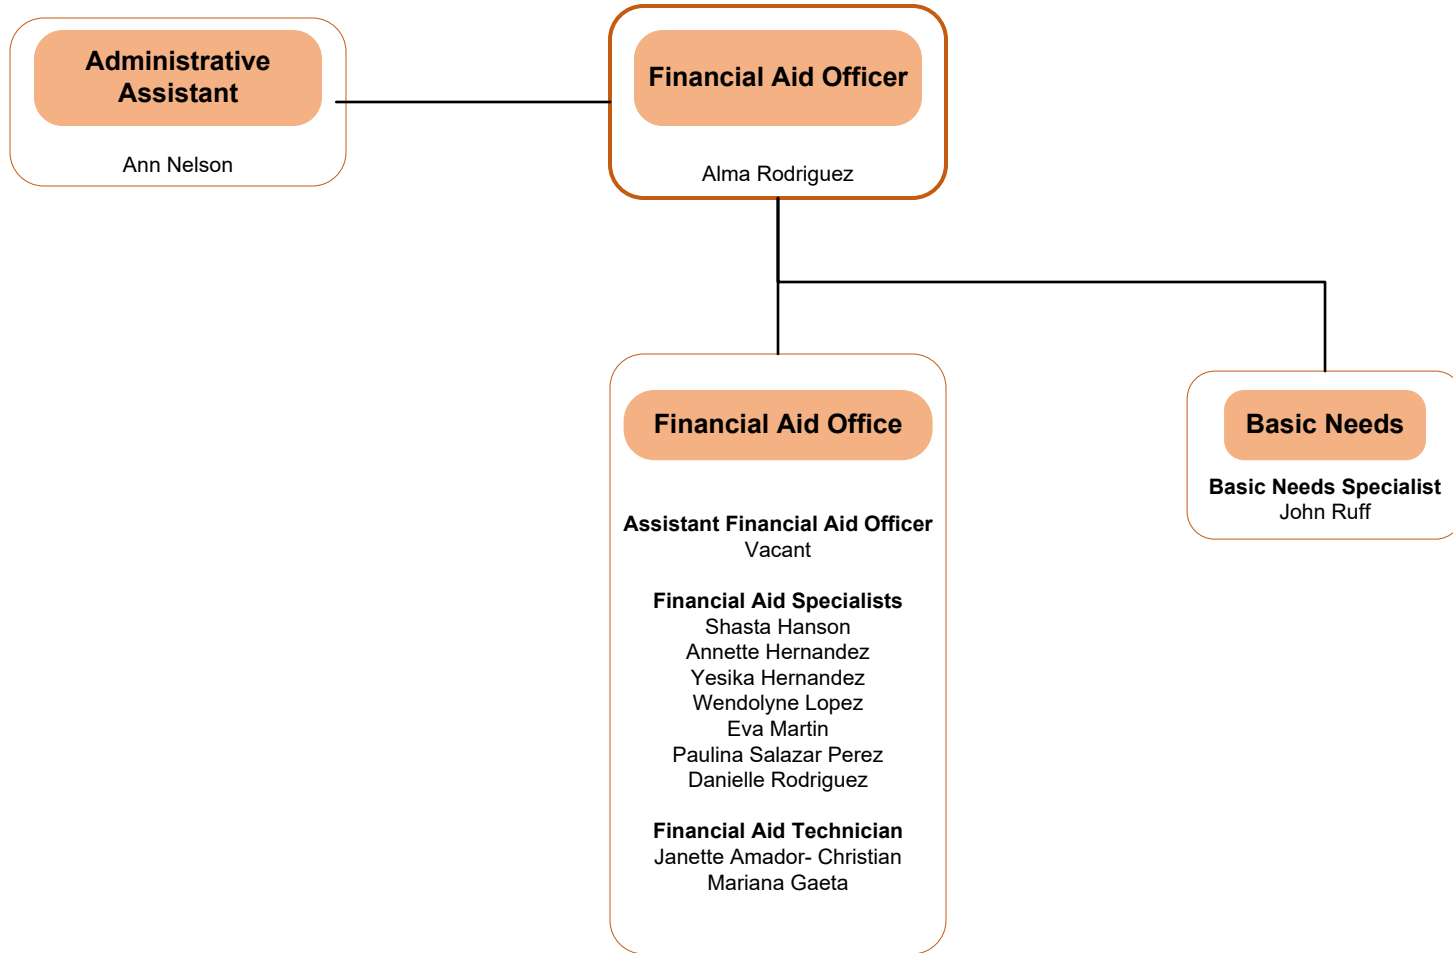 Administrative
Assistant
Ann Nelson
Financial Aid Officer
Alma Rodriguez
Financial Aid Office
Assistant Financial Aid Officer
Vacant
Financial Aid Specialists
Shasta Hanson
Annette Hernandez
Yesika Hernandez
Wendolyne Lopez
Eva Martin
Paulina Salazar Perez
Danielle Rodriguez
Financial Aid Technician
Janette Amador- Christian
Mariana Gaeta
Basic Needs
Basic Needs Specialist
John Ruff